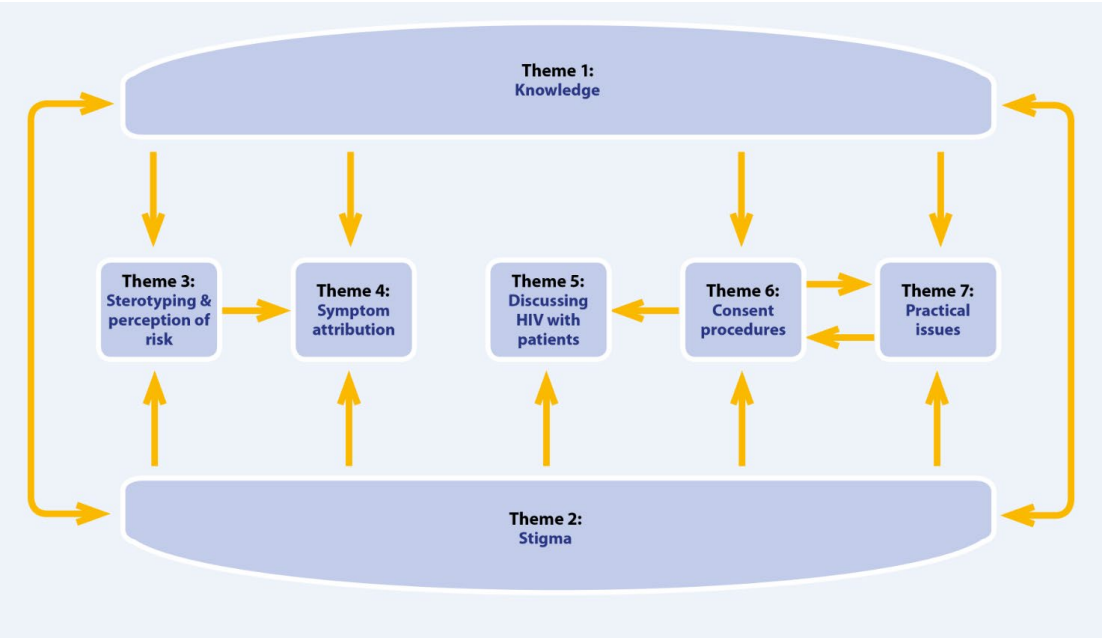 Theme 1:
Knowledge
Theme 3:
Sterotyping &
perception of
risk
Theme 4:
Symptom
attribution
Theme 5:
Discussing
HIV with
patients
Theme 6:
Consent
procedures
Theme 7:
Practical
issues
Theme 2:
Stigma